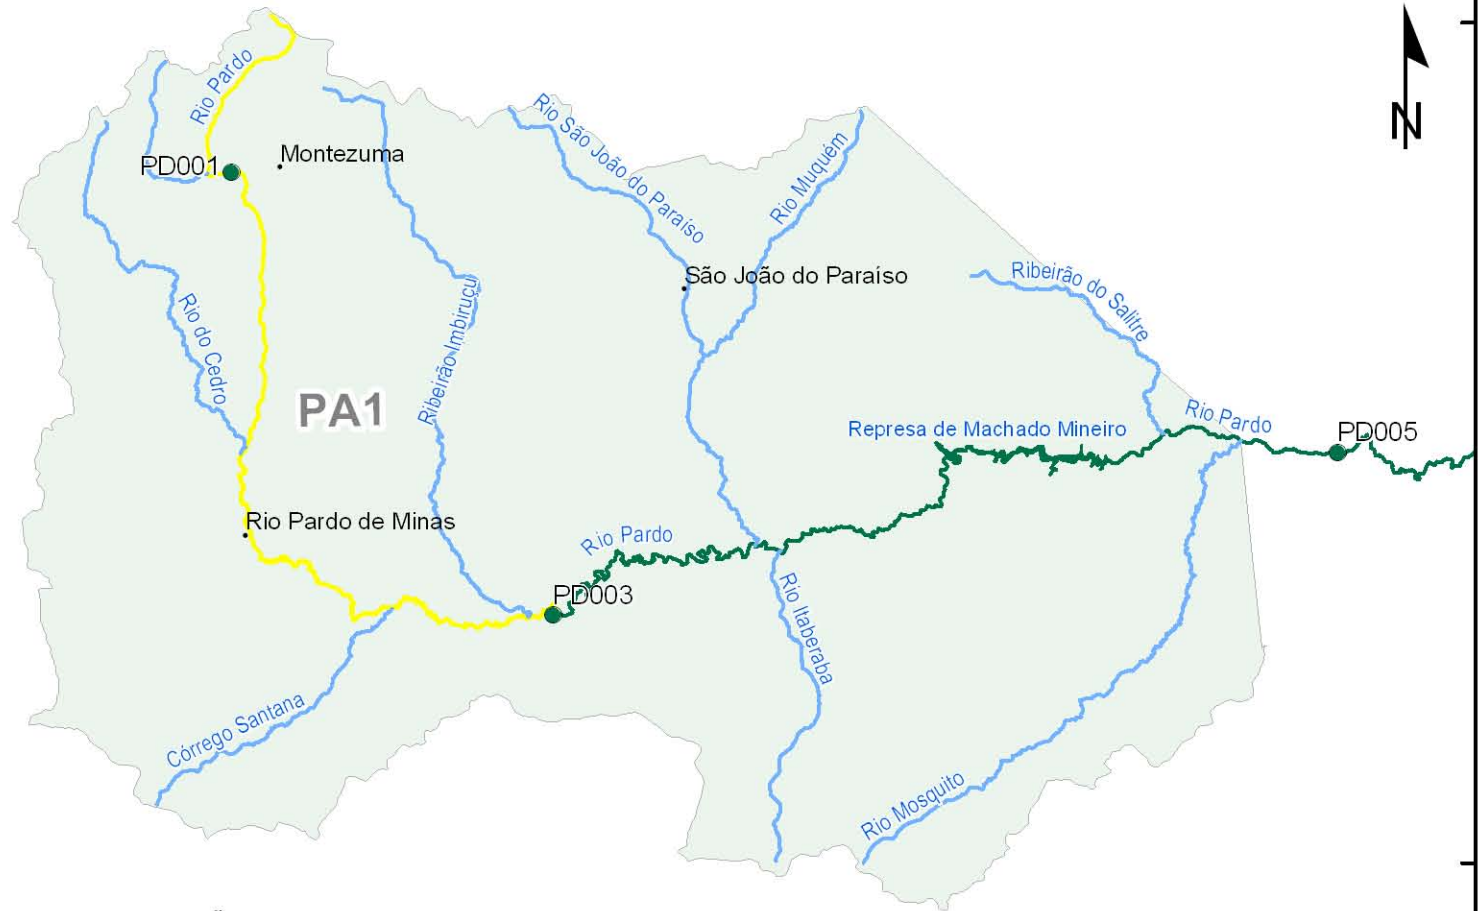 Rio Pardo
N
PD001
Montezuma
Rio São João do Paraíso
Rio Muquém
São João do Paraíso
Ribeirão do Salitre
Rio do Cedro
Ribeirão Imbiruçu
PA1
Represa de Machado Mineiro
Rio Pardo
PD005
Rio Pardo de Minas
Rio Pardo
PD003
Rio Itaberaba
Córrego Santana
Rio Mosquito